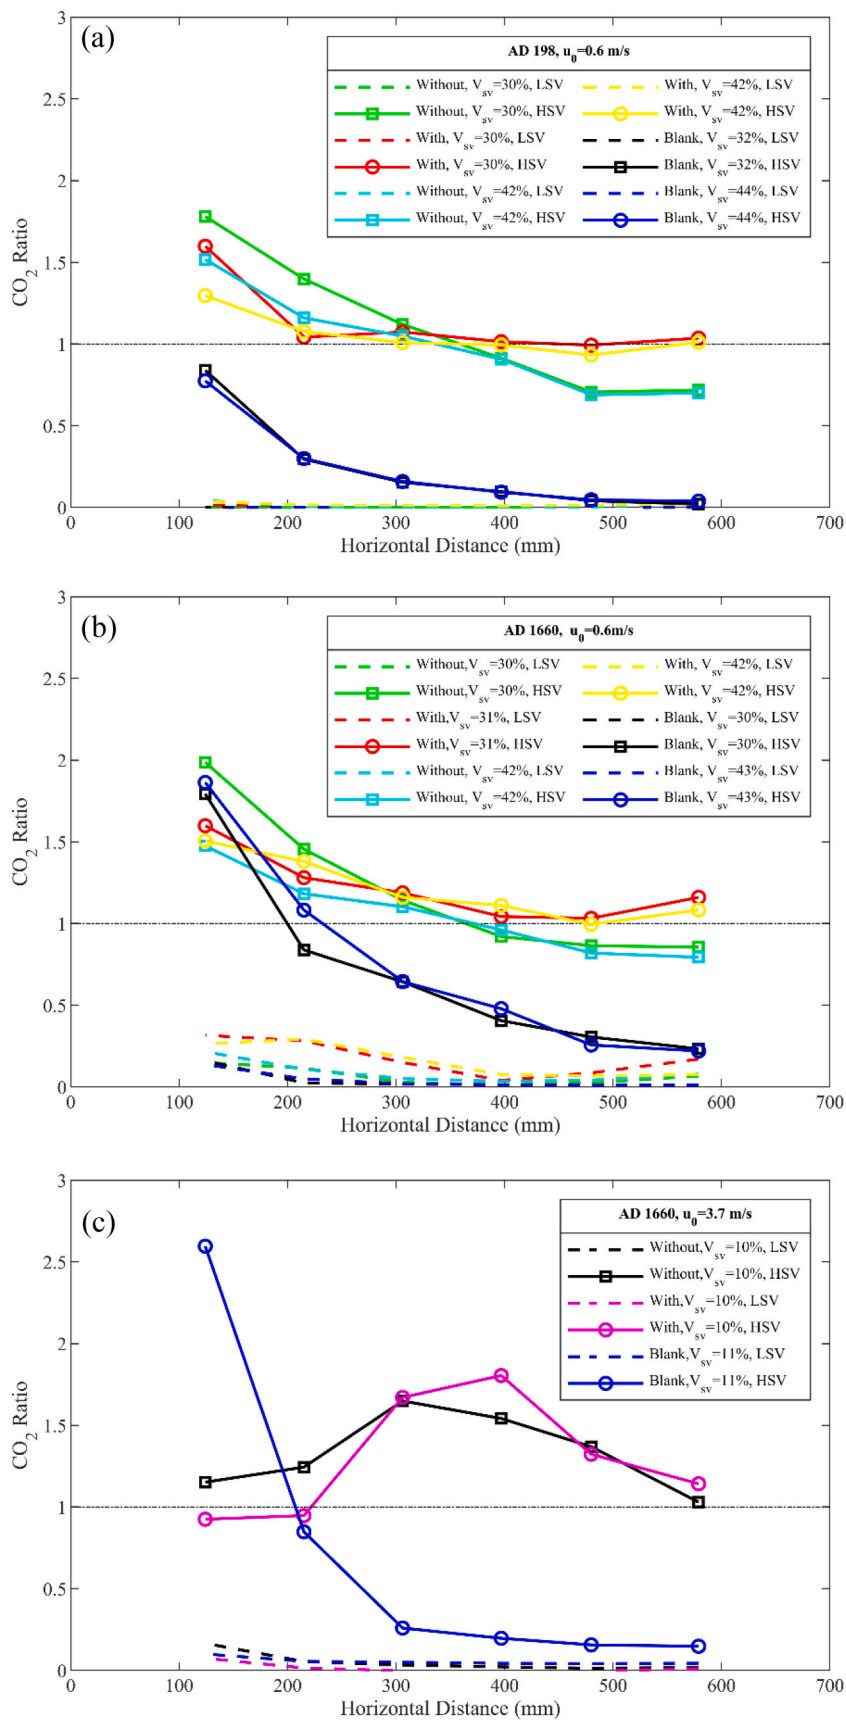 (a)
3
AD 198, u0=0.6 m/s
Without, Vsv=30%, LSV
With, Vsv=42%, LSV
Without, Vsv=30%, HSV
With, Vsv=42%, HSV
With, Vsv=30%, LSV
Blank, Vsv=32%, LSV
With, Vsv=30%, HSV
Blank, Vsv=32%, HSV
Without, Vsv=42%, LSV
Blank, Vsv=44%, LSV
Without, Vsv=42%, HSV
Blank, Vsv=44%, HSV
2.5
2
1.5
1
0.5
0
CO2 Ratio
0 100 200 300 400 500 600 700
Horizontal Distance (mm)
(b)
3
AD 1660, u0=0.6m/s
Without,Vsv=30%, LSV
With, Vsv=42%, LSV
Without,Vsv=30%, HSV
With, Vsv=42%, HSV
With,Vsv=31%, LSV
Blank, Vsv=30%, LSV
With,Vsv=31%, HSV
Blank, Vsv=30%, HSV
Without, Vsv=42%, LSV
Blank, Vsv=43%, LSV
Without, Vsv=42%, HSV
Blank, Vsv=43%, HSV
2.5
2
1.5
1
0.5
0
CO2 Ratio
0 100 200 300 400 500 600 700
Horizontal Distance (mm)
(c)
3
AD 1660, u0=3.7 m/s
Without,Vsv=10%, LSV
Without,Vsv=10%, HSV
With,Vsv=10%, LSV
With,Vsv=10%, HSV
Blank,Vsv=11%, LSV
Blank,Vsv=11%, HSV
2.5
2
1.5
1
0.5
0
CO2 Ratio
0 100 200 300 400 500 600 700
Horizontal Distance (mm)